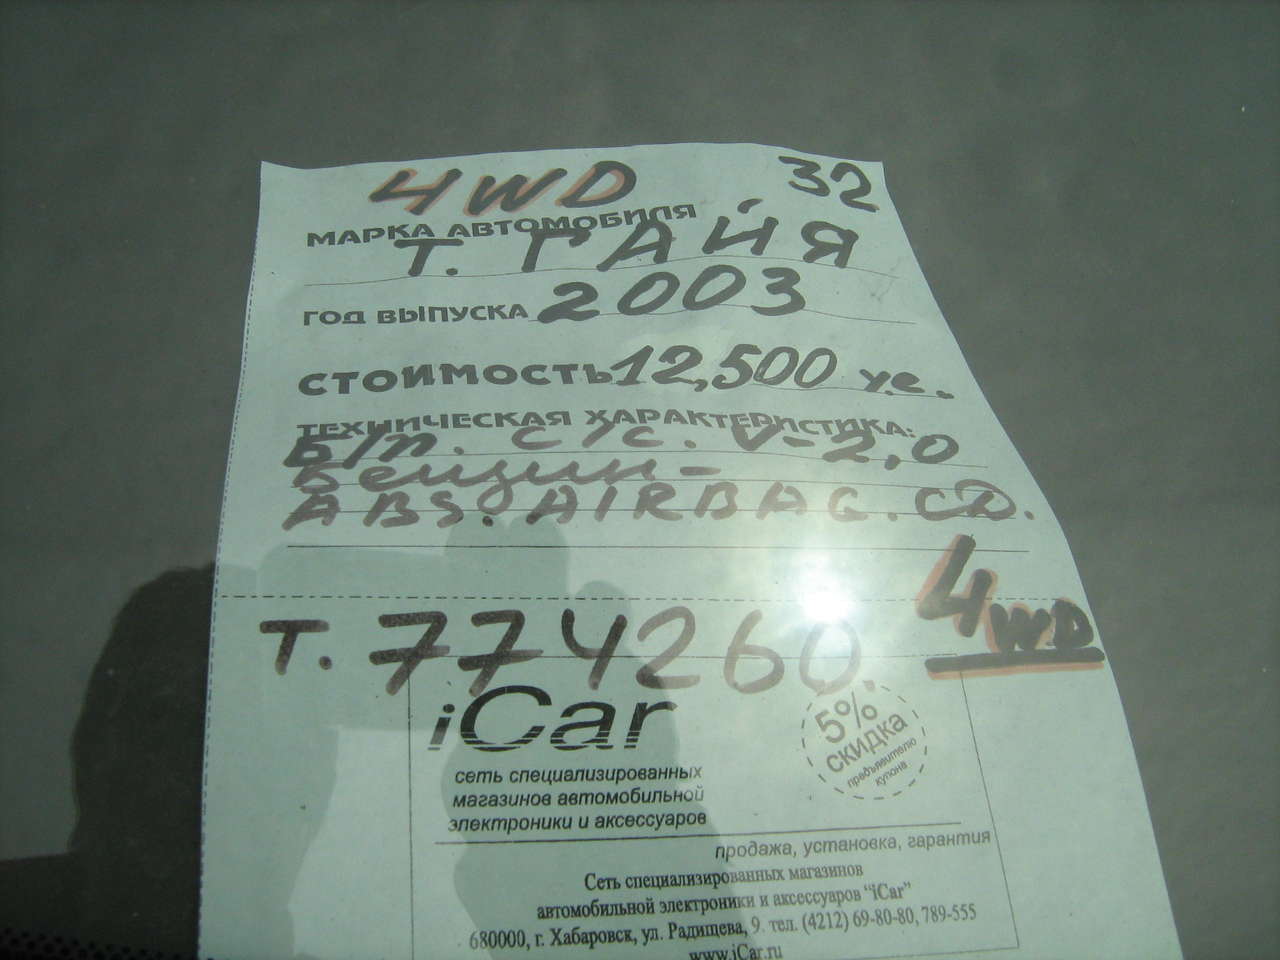 4WD 32
МАРКА АВТОМОБИЛЯ
Т. ГАЙЯ
ГОД ВЫПУСКА 2003
СТОИМОСТЬ 12,500 у.е.
ТЕХНИЧЕСКАЯ ХАРАКТЕРИСТИКА:
Б/п. С/С. V-2,0
Бензин-
ABS. AIRBAG. CD.
4WD
Т. 774260.
iCar
5%
СКИДКА
предъявителю
купона
сеть специализированных
магазинов автомобильной
электроники и аксессуаров
продажа, установка, гарантия
Сеть специализированных магазинов
автомобильной электроники и аксессуаров "iCar"
680000, г. Хабаровск, ул. Радищева, 9. тел. (4212) 69-80-80, 789-555
www.iCar.ru